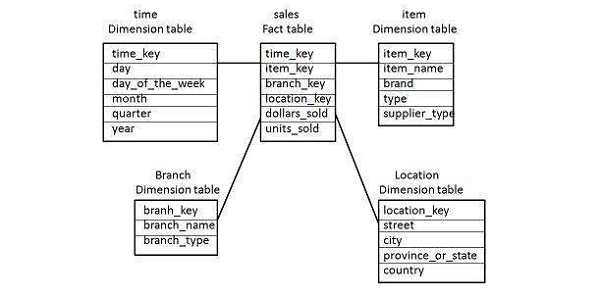 time
Dimension table
time_key
day
day_of_the_week
month
quarter
year
sales
Fact table
time_key
item_key
branch_key
location_key
dollars_sold
units_sold
item
Dimension table
item_key
item_name
brand
type
supplier_type
Branch
Dimension table
branh_key
branch_name
branch_type
Location
Dimension table
location_key
street
city
province_or_state
country